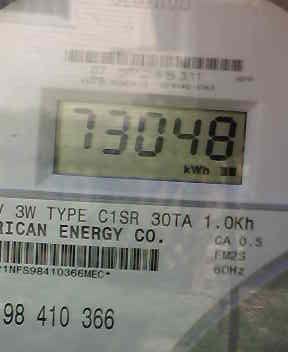 73048
kWh
V 3W TYPE C1SR 30TA 1.0Kh
RICAN ENERGY CO.
CA 0.5
FM2S
60Hz
*1NFS98410366MEC*
98 410 366